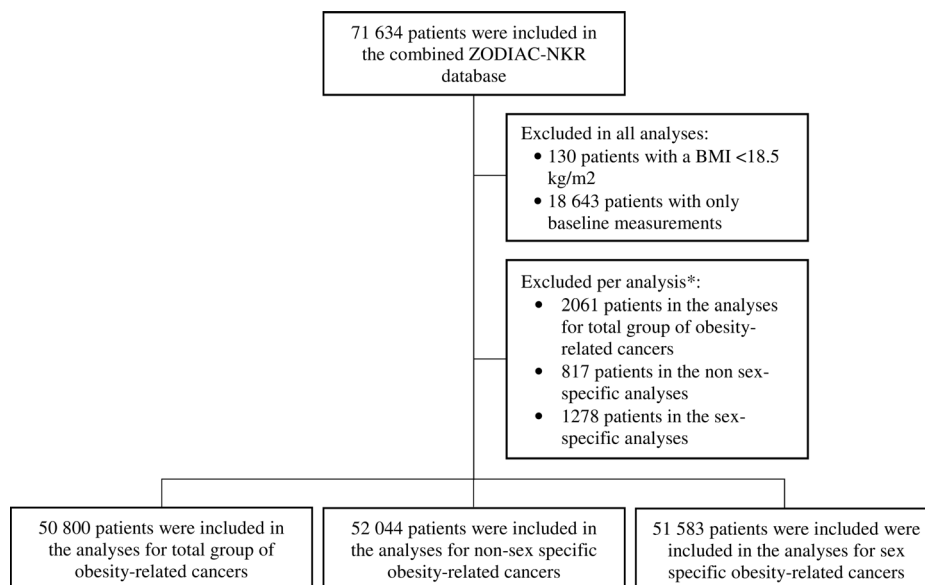 71 634 patients were included in
the combined ZODIAC-NKR
database
Excluded in all analyses:
• 130 patients with a BMI <18.5
kg/m2
• 18 643 patients with only
baseline measurements
Excluded per analysis*:
• 2061 patients in the analyses
for total group of obesity-
related cancers
• 817 patients in the non sex-
specific analyses
• 1278 patients in the sex-
specific analyses
50 800 patients were included in
the analyses for total group of
obesity-related cancers
52 044 patients were included in
the analyses for non-sex specific
obesity-related cancers
51 583 patients were included were
included in the analyses for sex
specific obesity-related cancers